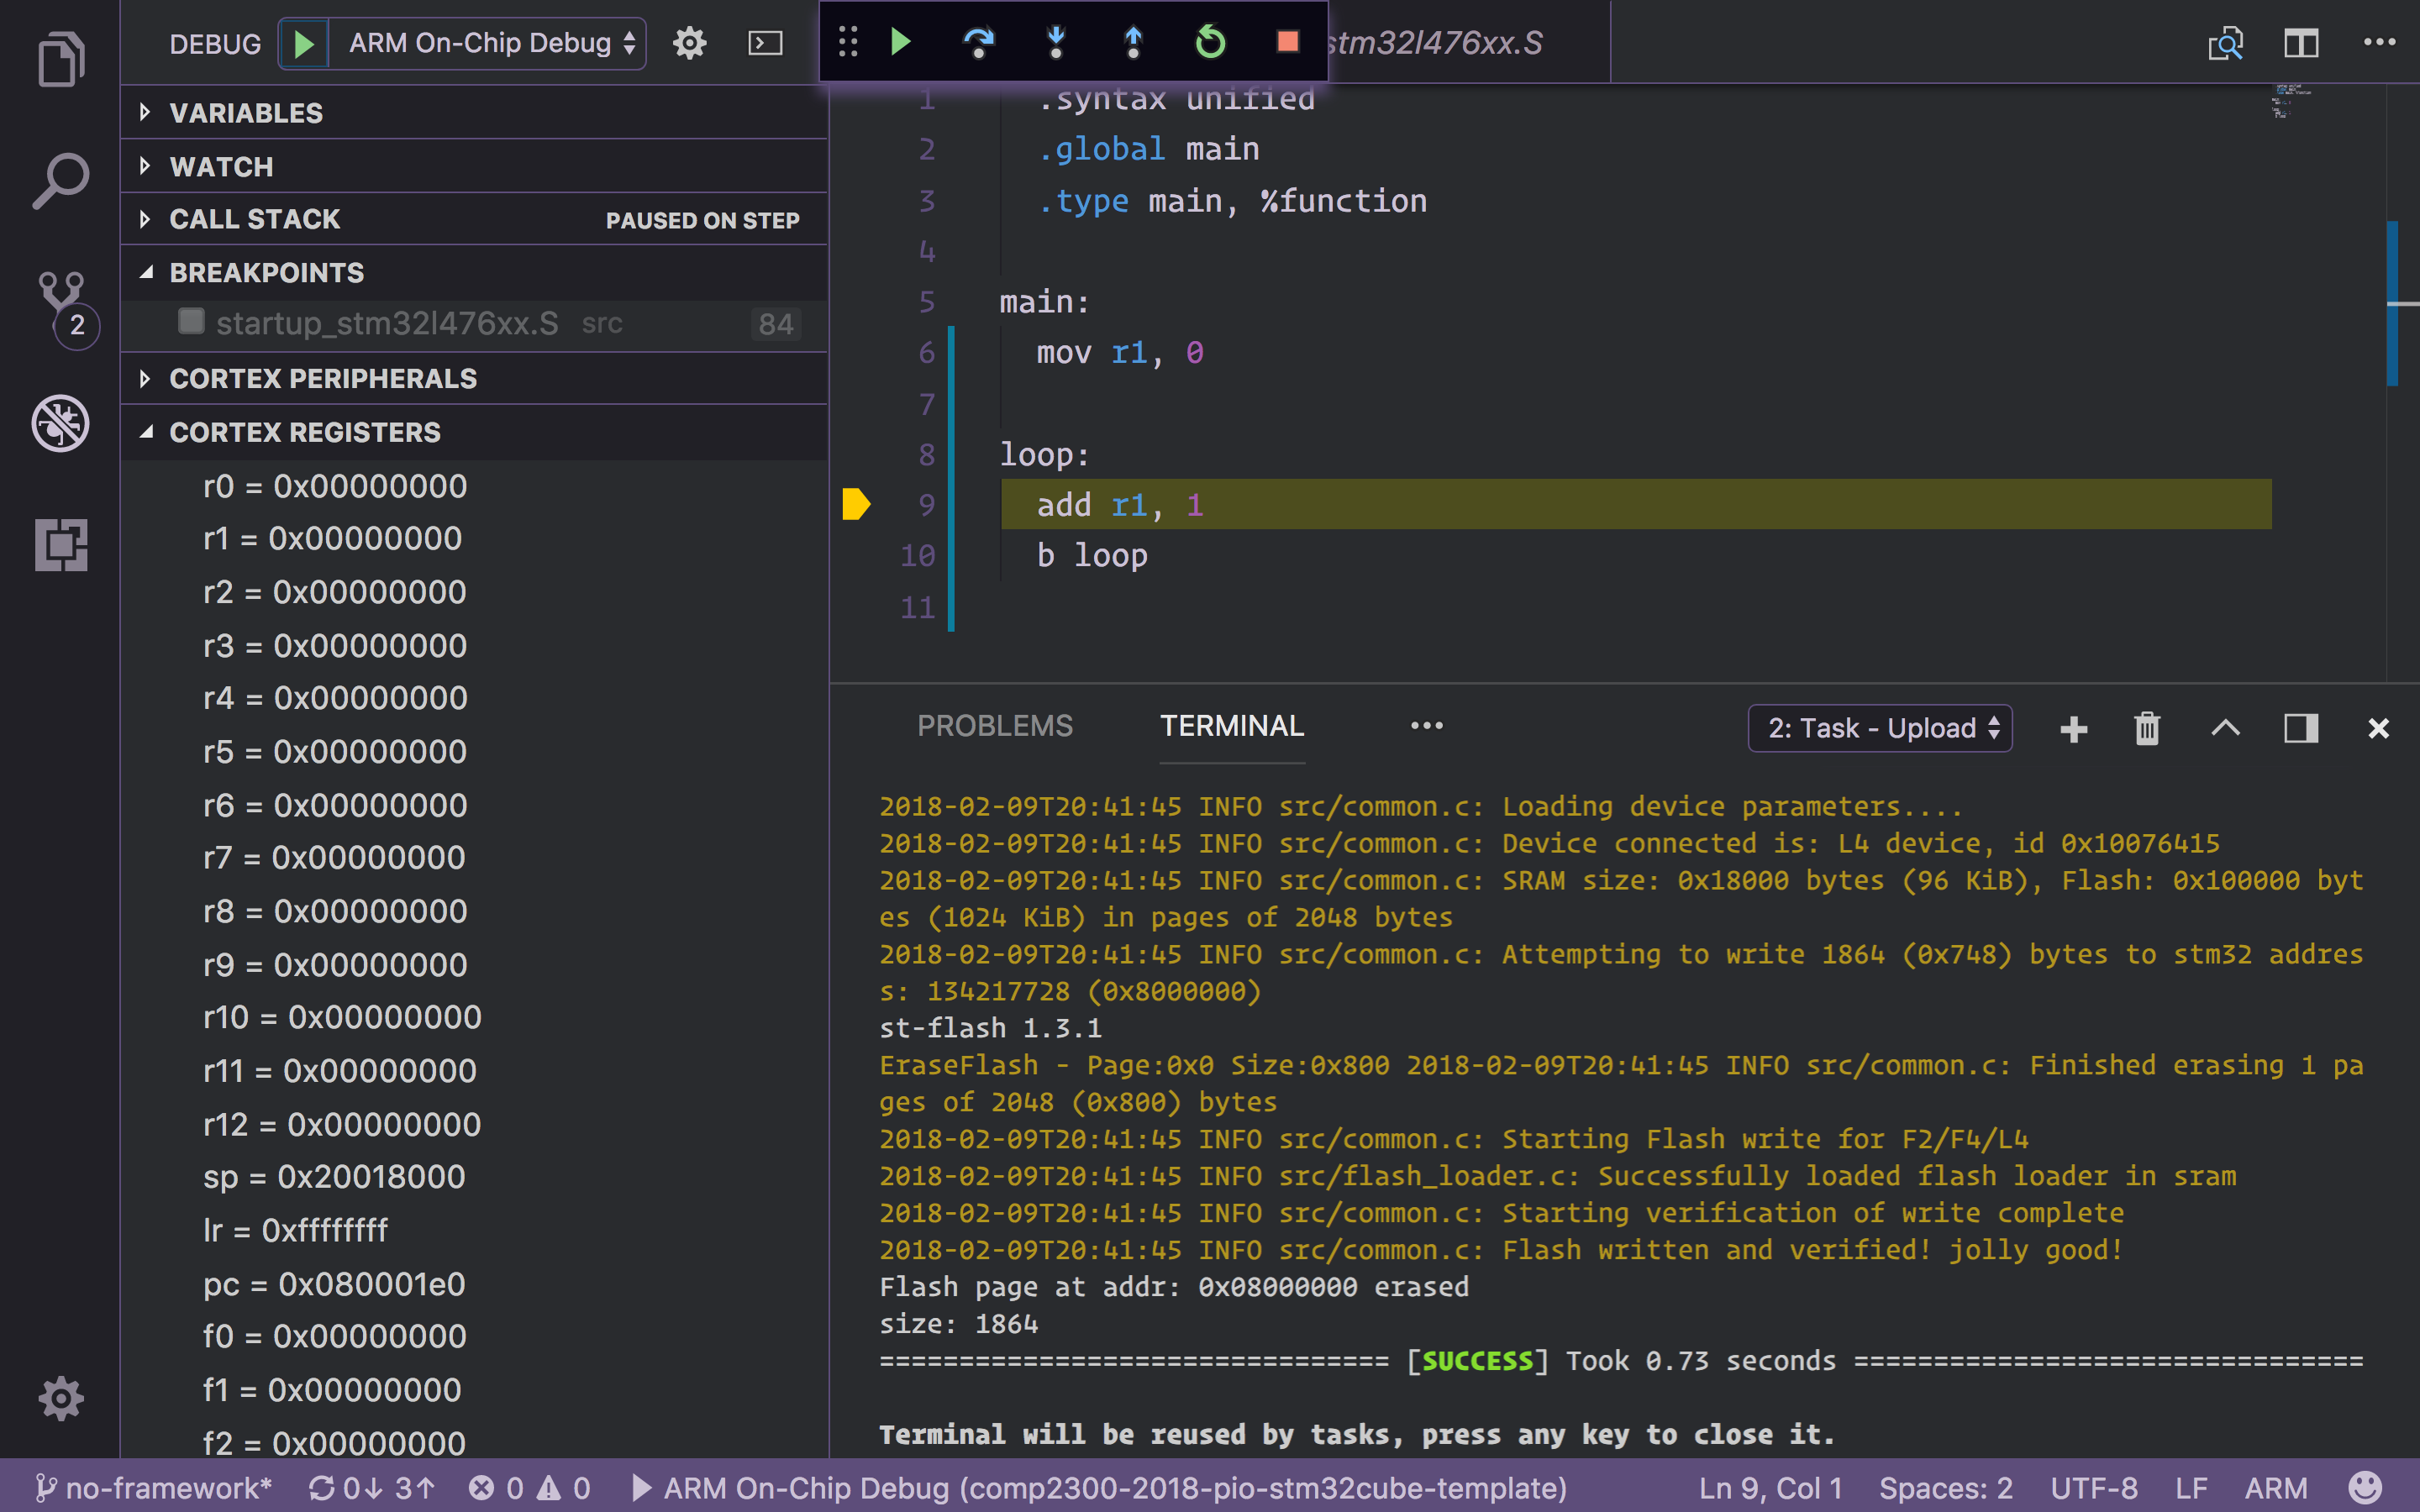 DEBUG ARM On-Chip Debug
stm32l476xx.S
VARIABLES
WATCH
CALL STACK PAUSED ON STEP
BREAKPOINTS
startup_stm32l476xx.S src 84
CORTEX PERIPHERALS
CORTEX REGISTERS
r0 = 0x00000000
r1 = 0x00000000
r2 = 0x00000000
r3 = 0x00000000
r4 = 0x00000000
r5 = 0x00000000
r6 = 0x00000000
r7 = 0x00000000
r8 = 0x00000000
r9 = 0x00000000
r10 = 0x00000000
r11 = 0x00000000
r12 = 0x00000000
sp = 0x20018000
lr = 0xffffffff
pc = 0x080001e0
f0 = 0x00000000
f1 = 0x00000000
f2 = 0x00000000
2
1 .syntax unified
2 .global main
3 .type main, %function
4
5 main:
6 mov r1, 0
7
8 loop:
9 add r1, 1
10 b loop
11
PROBLEMS TERMINAL ••• 2: Task - Upload
2018-02-09T20:41:45 INFO src/common.c: Loading device parameters....
2018-02-09T20:41:45 INFO src/common.c: Device connected is: L4 device, id 0x10076415
2018-02-09T20:41:45 INFO src/common.c: SRAM size: 0x18000 bytes (96 KiB), Flash: 0x100000 byt
es (1024 KiB) in pages of 2048 bytes
2018-02-09T20:41:45 INFO src/common.c: Attempting to write 1864 (0x748) bytes to stm32 addres
s: 134217728 (0x8000000)
st-flash 1.3.1
EraseFlash - Page:0x0 Size:0x800 2018-02-09T20:41:45 INFO src/common.c: Finished erasing 1 pa
ges of 2048 (0x800) bytes
2018-02-09T20:41:45 INFO src/common.c: Starting Flash write for F2/F4/L4
2018-02-09T20:41:45 INFO src/flash_loader.c: Successfully loaded flash loader in sram
2018-02-09T20:41:45 INFO src/common.c: Starting verification of write complete
2018-02-09T20:41:45 INFO src/common.c: Flash written and verified! jolly good!
Flash page at addr: 0x08000000 erased
size: 1864
================================ [SUCCESS] Took 0.73 seconds ================================
Terminal will be reused by tasks, press any key to close it.
no-framework* 0↓ 3↑ 0 0 ARM On-Chip Debug (comp2300-2018-pio-stm32cube-template) Ln 9, Col 1 Spaces: 2 UTF-8 LF ARM